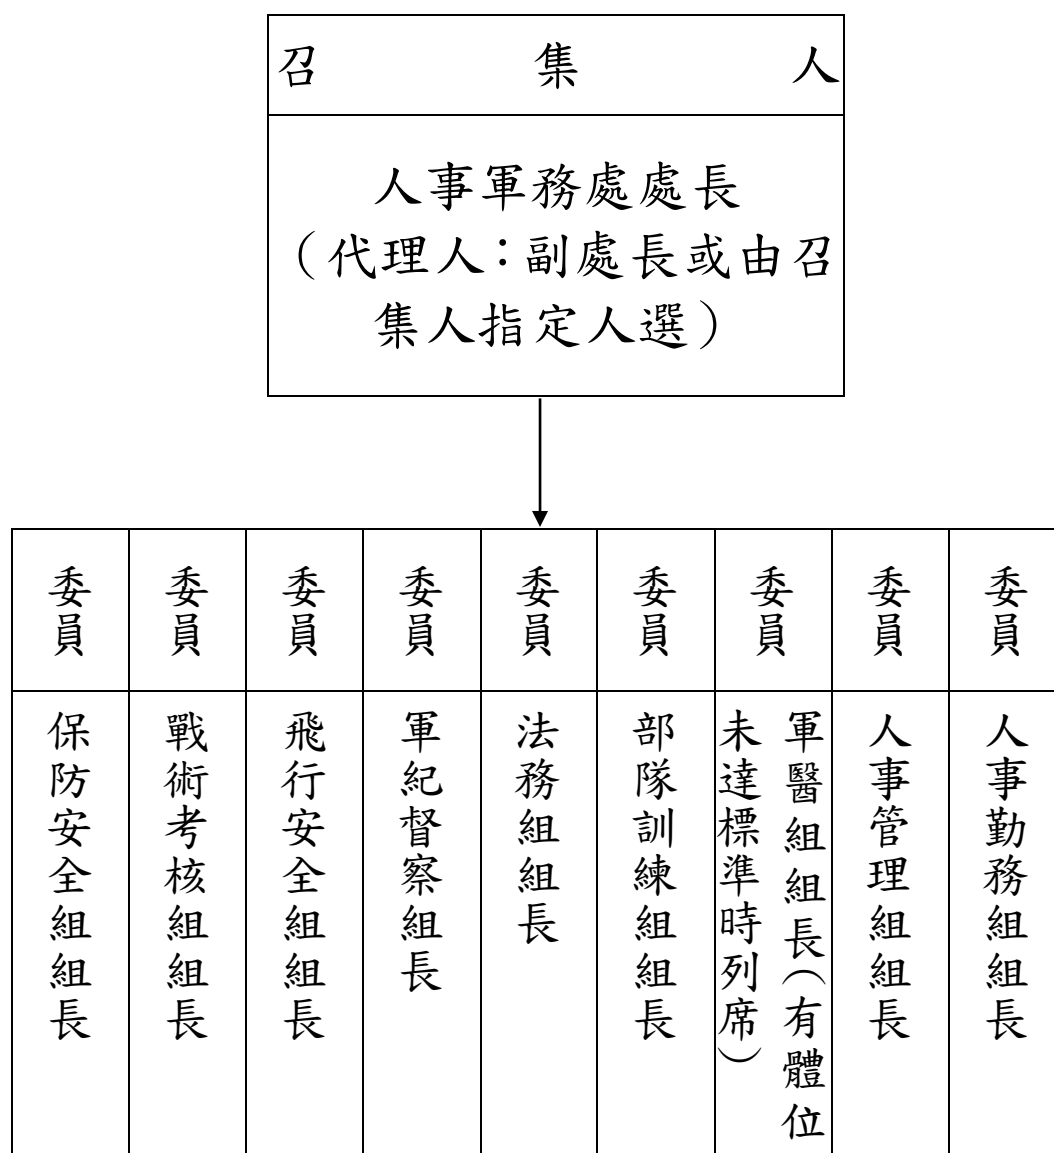 召集人
人事軍務處處長
（代理人：副處長或由召
集人指定人選）
委員
委員
委員
委員
委員
委員
委員
委員
委員
人事勤務組組長
人事管理組組長
軍醫組組長（有體位
未達標準時列席）
部隊訓練組組長
法務組組長
軍紀督察組長
飛行安全組組長
戰術考核組組長
保防安全組組長